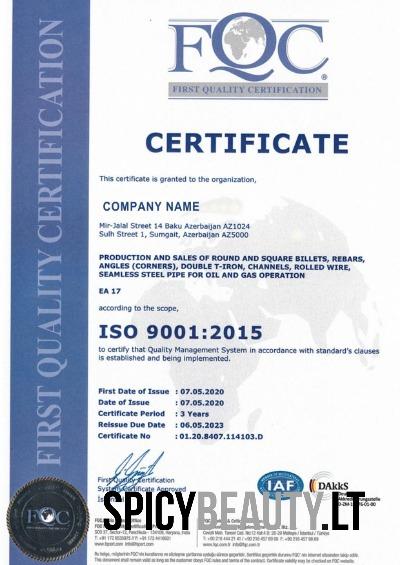 FQC
®
FIRST QUALITY CERTIFICATION
FIRST QUALITY CERTIFICATION
CERTIFICATE
This certificate is granted to the organization,
COMPANY NAME
Mir-Jalal Street 14 Baku Azerbaijan AZ1024
Sulh Street 1, Sumgait, Azerbaijan AZ5000
PRODUCTION AND SALES OF ROUND AND SQUARE BILLETS, REBARS,
ANGLES (CORNERS), DOUBLE T-IRON, CHANNELS, ROLLED WIRE,
SEAMLESS STEEL PIPE FOR OIL AND GAS OPERATION
EA 17
according to the scope,
ISO 9001:2015
to certify that Quality Management System in accordance with standard's clauses
is established and being implemented.
First Date of Issue : 07.05.2020
Date of Issue : 07.05.2020
Certificate Period : 3 Years
Reissue Due Date : 06.05.2023
Certificate No : 01.20.8407.114103.D
First Quality Certification
System Certificate Approved
IAF
DAkkS
FQC
SPICYBEAUTY.LT